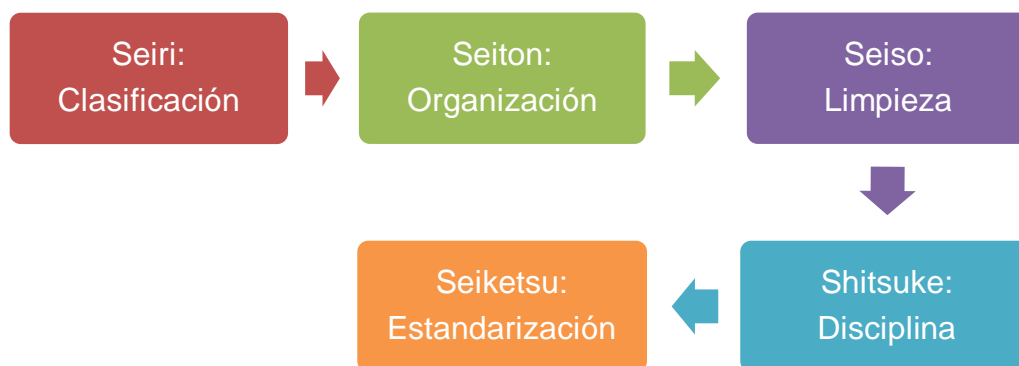 Seiri:
Clasificación
Seiton:
Organización
Seiso:
Limpieza
Shitsuke:
Disciplina
Seiketsu:
Estandarización